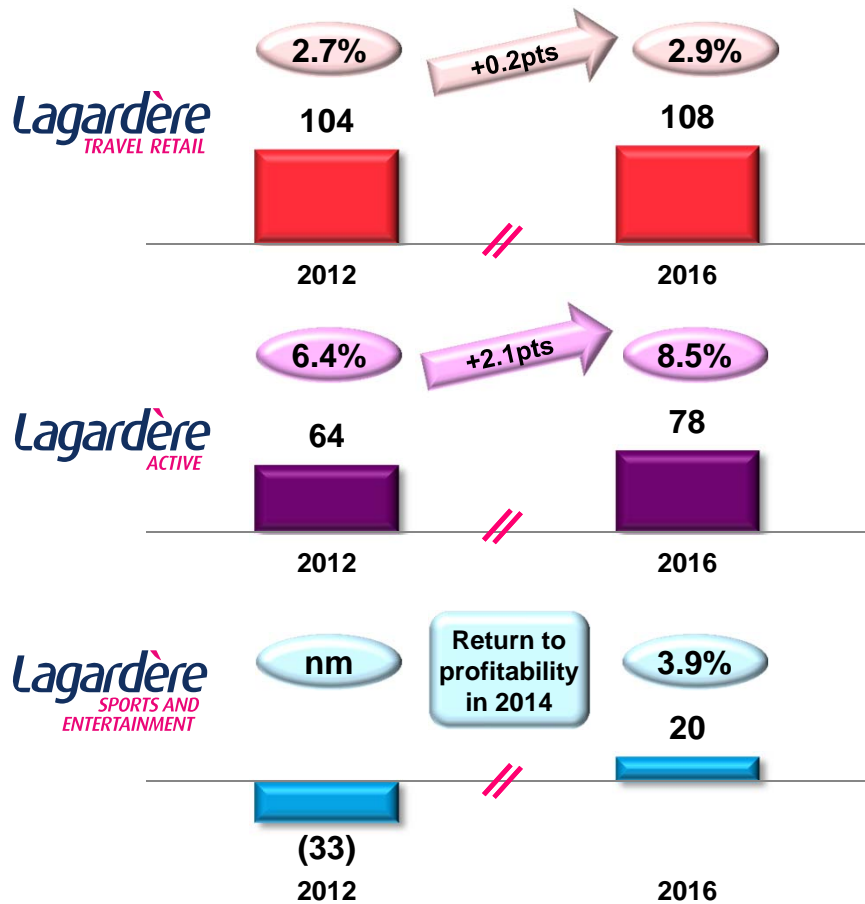 2.7%
+0.2pts
2.9%
Lagardère
TRAVEL RETAIL
104
108
2012
2016
6.4%
+2.1pts
8.5%
Lagardère
ACTIVE
64
78
2012
2016
nm
Return to
profitability
in 2014
3.9%
Lagardère
SPORTS AND
ENTERTAINMENT
20
(33)
2012
2016